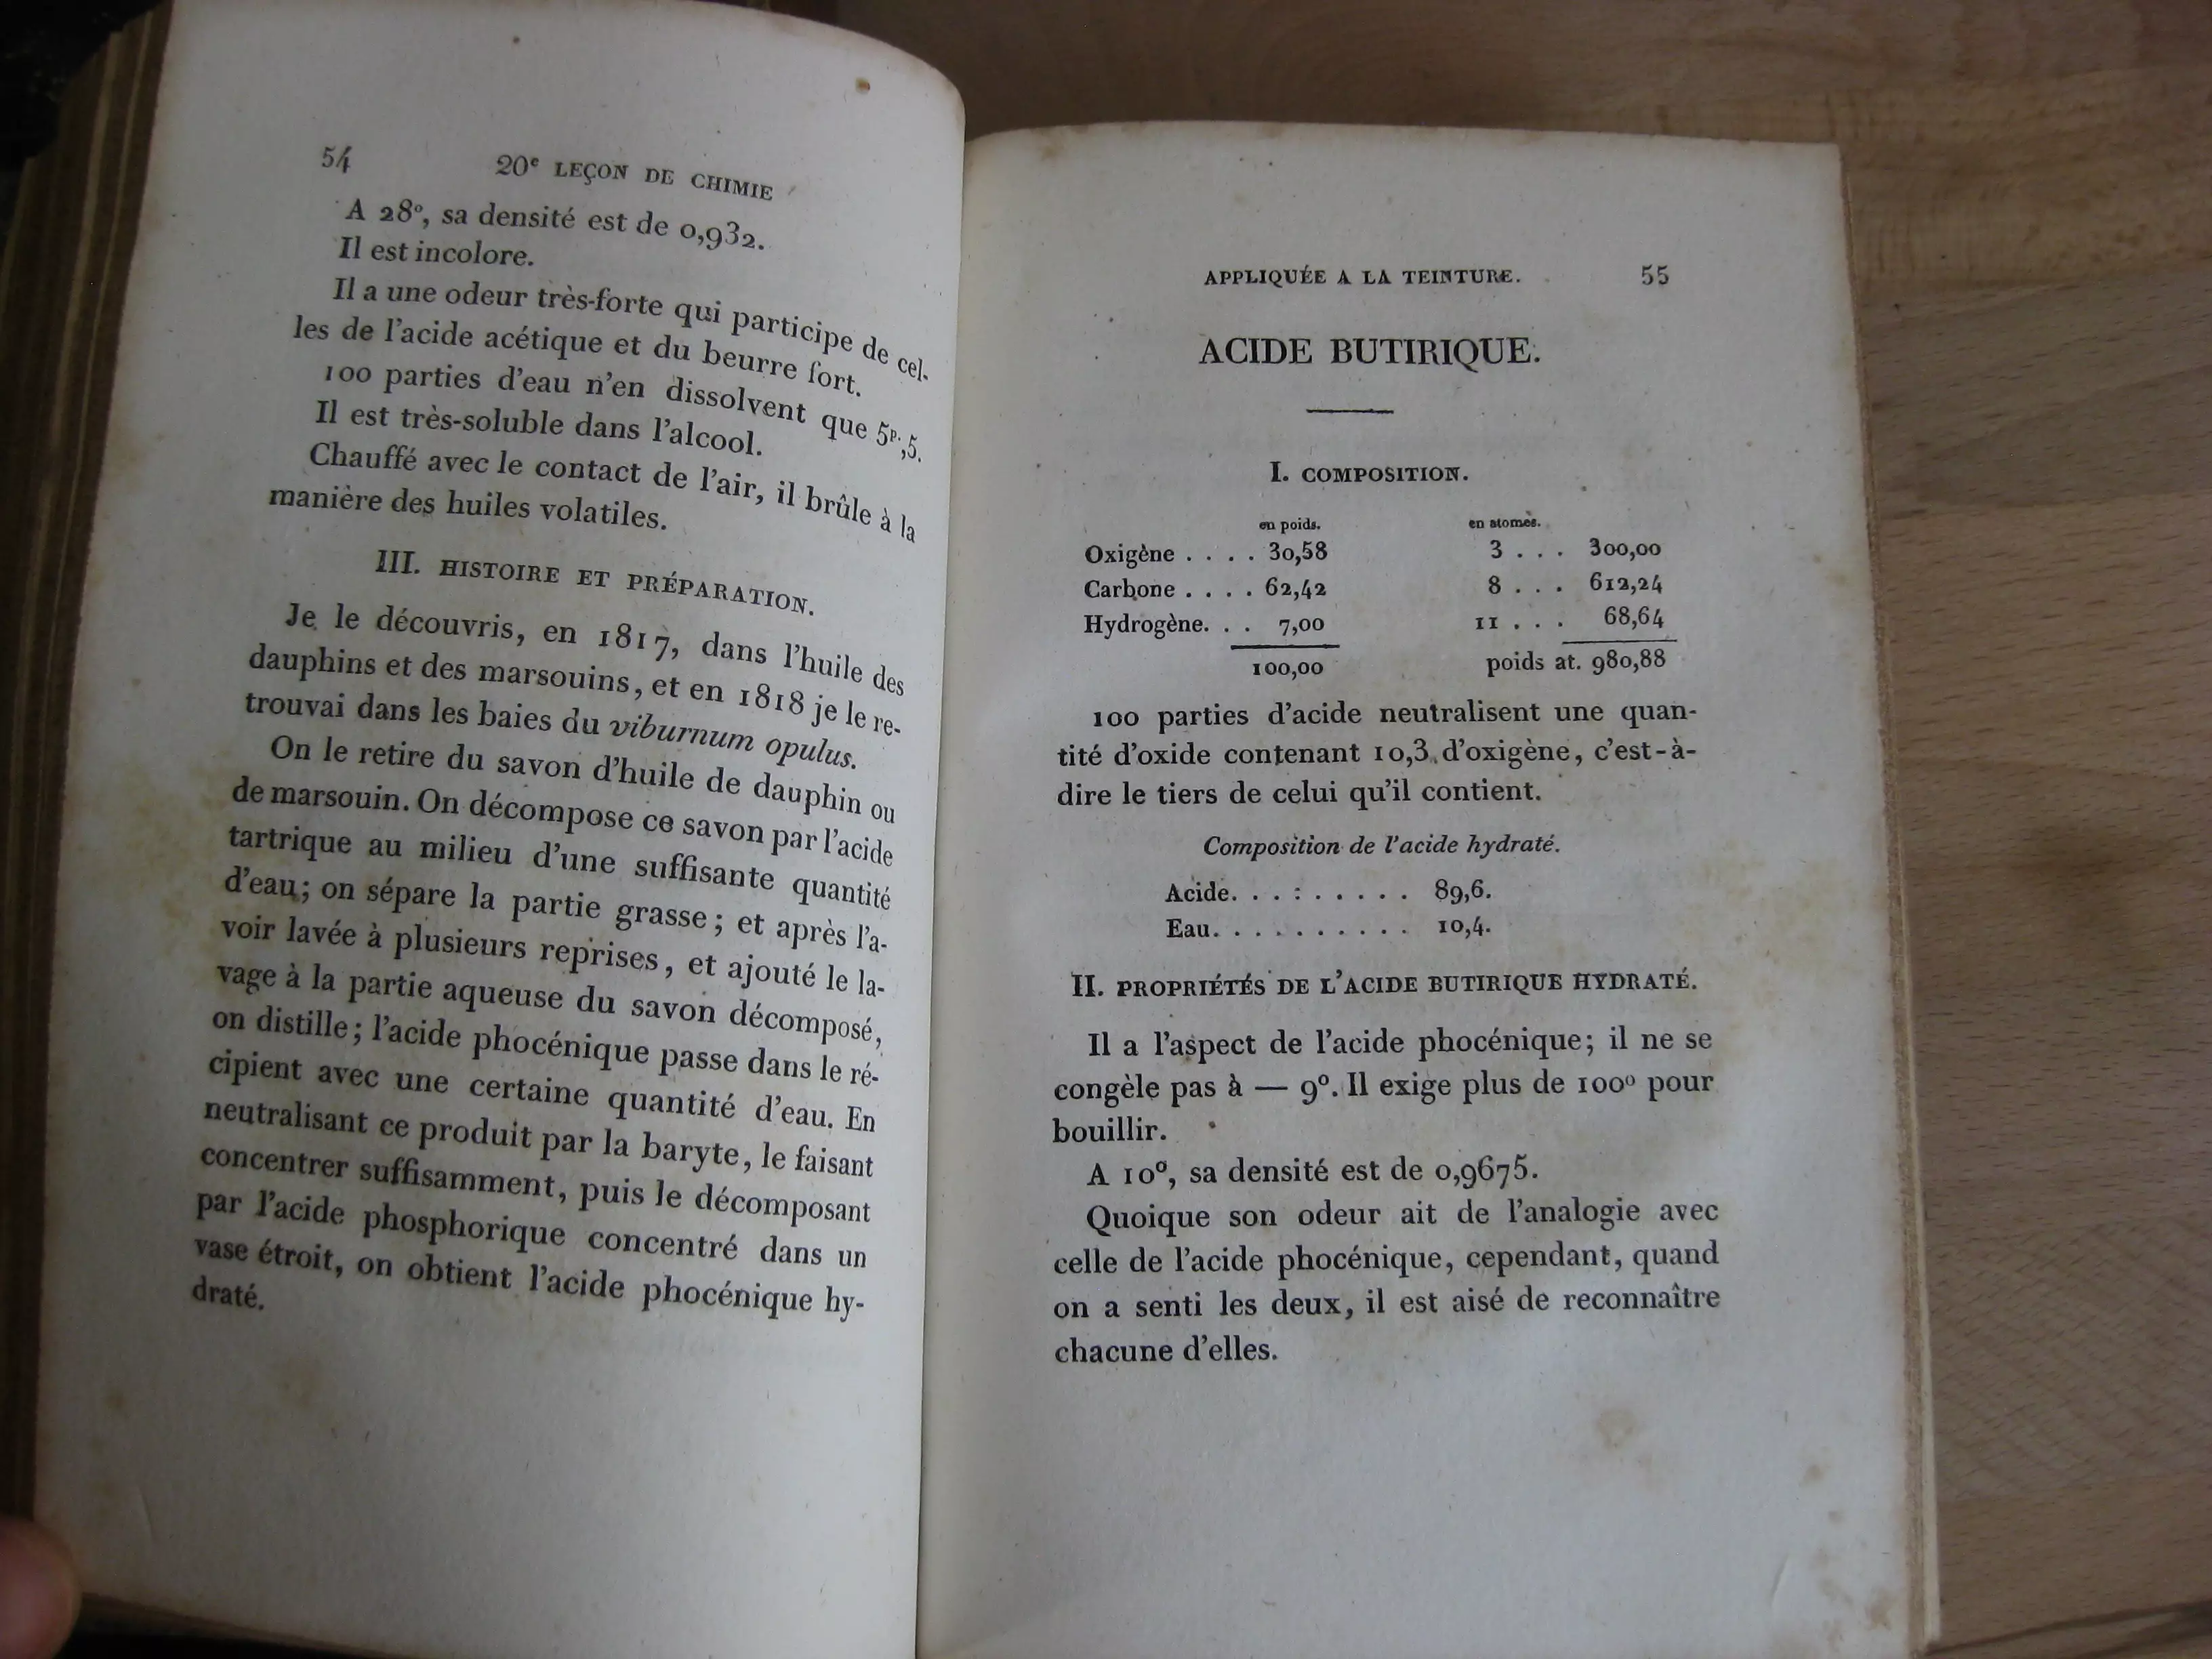 54 20e LEÇON DE CHIMIE
A 28°, sa densité est de 0,932.
Il est incolore.
Il a une odeur très-forte qui participe de cel-
les de l'acide acétique et du beurre fort.
100 parties d'eau n'en dissolvent que 5p.,5.
Il est très-soluble dans l'alcool.
Chauffé avec le contact de l'air, il brûle à la
manière des huiles volatiles.
III. HISTOIRE ET PRÉPARATION.
Je le découvris, en 1817, dans l'huile des
dauphins et des marsouins, et en 1818 je le re-
trouvai dans les baies du viburnum opulus.
On le retire du savon d'huile de dauphin ou
de marsouin. On décompose ce savon par l'acide
tartrique au milieu d'une suffisante quantité
d'eau; on sépare la partie grasse; et après l'a-
voir lavée à plusieurs reprises, et ajouté le la-
vage à la partie aqueuse du savon décomposé,
on distille; l'acide phocénique passe dans le ré-
cipient avec une certaine quantité d'eau. En
neutralisant ce produit par la baryte, le faisant
concentrer suffisamment, puis le décomposant
par l'acide phosphorique concentré dans un
vase étroit, on obtient l'acide phocénique hy-
draté.
APPLIQUÉE A LA TEINTURE. 55
ACIDE BUTIRIQUE.
I. COMPOSITION.
en poids. en atomes.
Oxigène . . . . 30,58 3 . . . 300,00
Carbone . . . . 62,42 8 . . . 612,24
Hydrogène. . . 7,00 11 . . . 68,64
100,00 poids at. 980,88
100 parties d'acide neutralisent une quan-
tité d'oxide contenant 10,3 d'oxigène, c'est-à-
dire le tiers de celui qu'il contient.
Composition de l'acide hydraté.
Acide. . . . . . . . . . 89,6.
Eau. . . . . . . . . . . 10,4.
II. PROPRIÉTÉS DE L'ACIDE BUTIRIQUE HYDRATÉ.
Il a l'aspect de l'acide phocénique; il ne se
congèle pas à — 9°. Il exige plus de 100° pour
bouillir.
A 10°, sa densité est de 0,9675.
Quoique son odeur ait de l'analogie avec
celle de l'acide phocénique, cependant, quand
on a senti les deux, il est aisé de reconnaître
chacune d'elles.